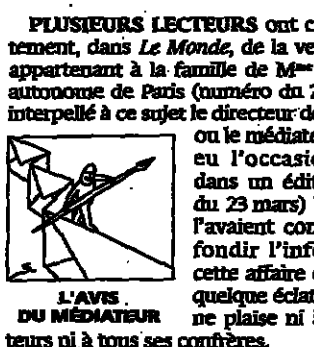 PLUSIEURS LECTEURS ont c
tement, dans Le Monde, de la ve
appartenant à la famille de Mme
autonome de Paris (numéro du 2
interpellé à ce sujet le directeur de
ou le médiate
eu l'occasio
dans un édit
du 23 mars)
l'avaient con
fondir l'info
cette affaire
quelque éclat
ne plaise ni à
L'AVIS
DU MÉDIATEUR
teurs ni à tous ses confrères.